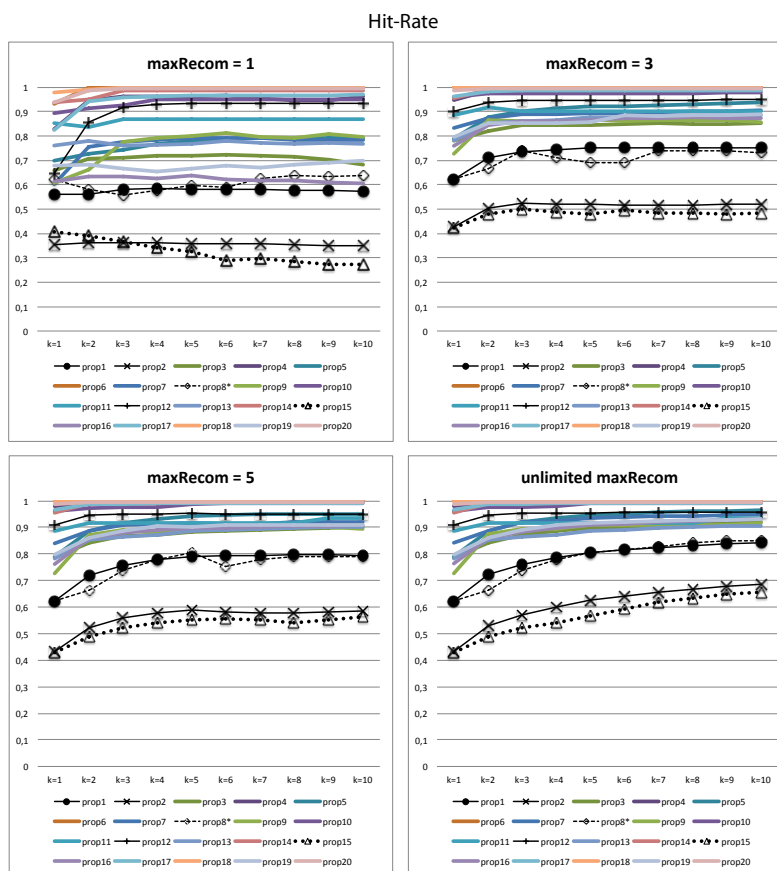 Hit-Rate
maxRecom = 1
1
0,9
0,8
0,7
0,6
0,5
0,4
0,3
0,2
0,1
0
k=1 k=2 k=3 k=4 k=5 k=6 k=7 k=8 k=9 k=10
prop1 prop2 prop3 prop4 prop5
prop6 prop7 prop8* prop9 prop10
prop11 prop12 prop13 prop14 prop15
prop16 prop17 prop18 prop19 prop20
maxRecom = 3
1
0,9
0,8
0,7
0,6
0,5
0,4
0,3
0,2
0,1
0
k=1 k=2 k=3 k=4 k=5 k=6 k=7 k=8 k=9 k=10
prop1 prop2 prop3 prop4 prop5
prop6 prop7 prop8* prop9 prop10
prop11 prop12 prop13 prop14 prop15
prop16 prop17 prop18 prop19 prop20
maxRecom = 5
1
0,9
0,8
0,7
0,6
0,5
0,4
0,3
0,2
0,1
0
k=1 k=2 k=3 k=4 k=5 k=6 k=7 k=8 k=9 k=10
prop1 prop2 prop3 prop4 prop5
prop6 prop7 prop8* prop9 prop10
prop11 prop12 prop13 prop14 prop15
prop16 prop17 prop18 prop19 prop20
unlimited maxRecom
1
0,9
0,8
0,7
0,6
0,5
0,4
0,3
0,2
0,1
0
k=1 k=2 k=3 k=4 k=5 k=6 k=7 k=8 k=9 k=10
prop1 prop2 prop3 prop4 prop5
prop6 prop7 prop8* prop9 prop10
prop11 prop12 prop13 prop14 prop15
prop16 prop17 prop18 prop19 prop20